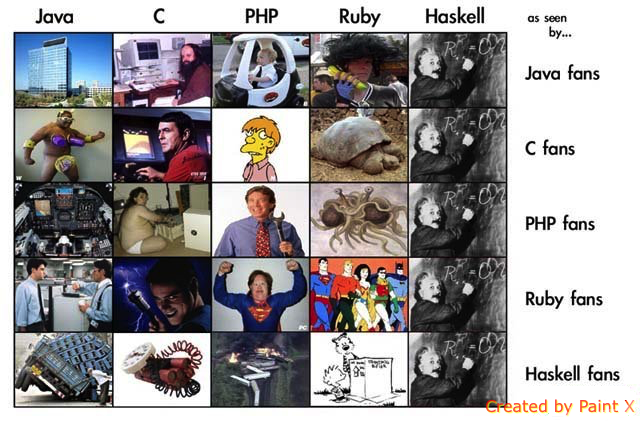 Java C PHP Ruby Haskell
as seen
by...
Java fans
C fans
PHP fans
Ruby fans
Haskell fans
Created by Paint X